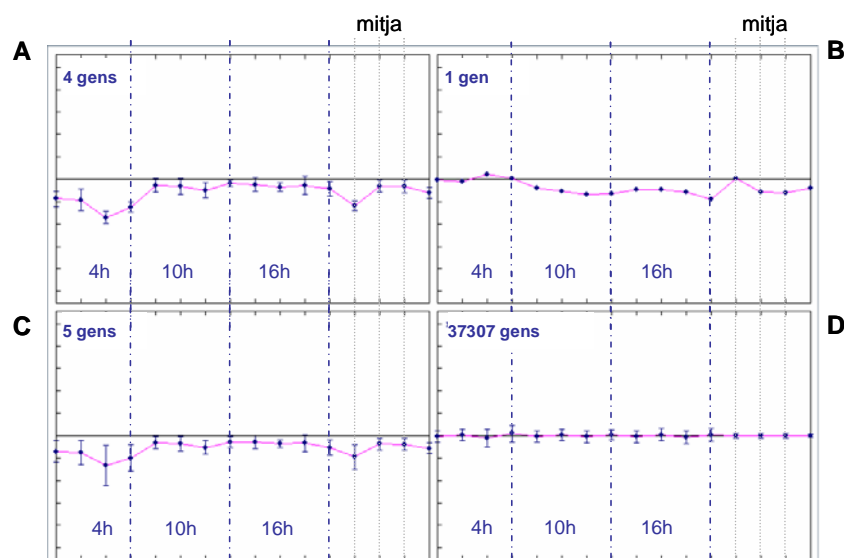 mitja
mitja
A
B
4 gens
1 gen
4h
10h
16h
4h
10h
16h
C
D
5 gens
37307 gens
4h
10h
16h
4h
10h
16h